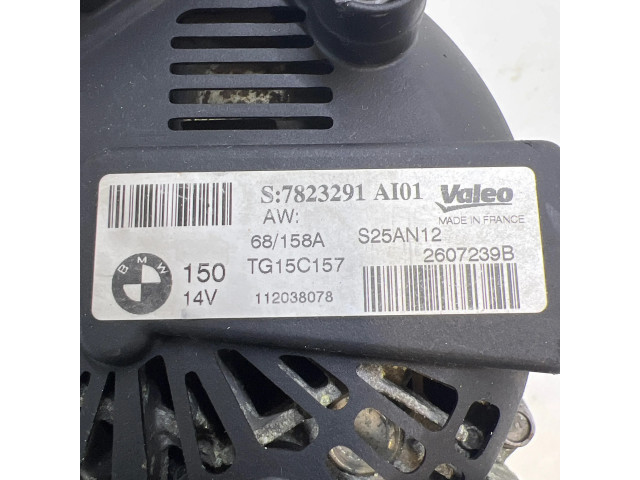 S:7823291 AI01 Valeo
AW: MADE IN FRANCE
68/158A S25AN12
BMW 150 TG15C157 2607239B
14V 112038078